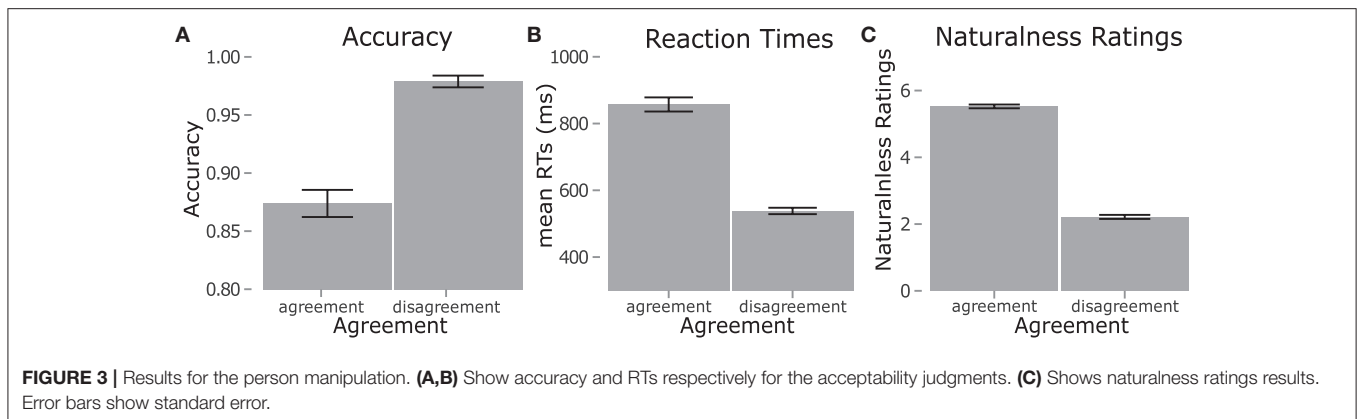 A
Accuracy
1.00
0.95
0.90
0.85
0.80
Accuracy
agreement
disagreement
Agreement
B
Reaction Times
1000
800
600
400
mean RTs (ms)
agreement
disagreement
Agreement
C
Naturalness Ratings
6
4
2
0
Naturalnless Ratings
agreement
disagreement
Agreement
FIGURE 3 | Results for the person manipulation. (A,B) Show accuracy and RTs respectively for the acceptability judgments. (C) Shows naturalness ratings results.
Error bars show standard error.